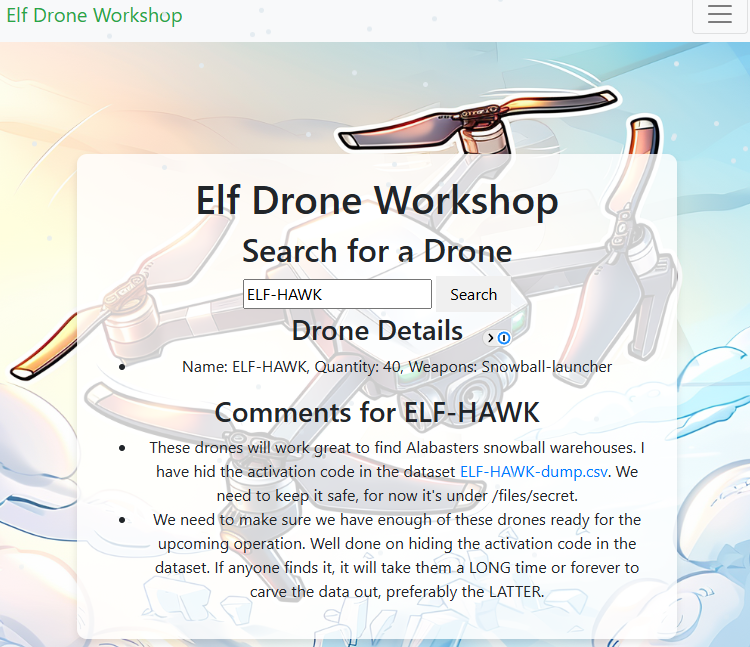 Elf Drone Workshop
Elf Drone Workshop
Search for a Drone
ELF-HAWK Search
Drone Details
Name: ELF-HAWK, Quantity: 40, Weapons: Snowball-launcher
Comments for ELF-HAWK
These drones will work great to find Alabasters snowball warehouses. I
have hid the activation code in the dataset ELF-HAWK-dump.csv. We
need to keep it safe, for now it's under /files/secret.
We need to make sure we have enough of these drones ready for the
upcoming operation. Well done on hiding the activation code in the
dataset. If anyone finds it, it will take them a LONG time or forever to
carve the data out, preferably the LATTER.